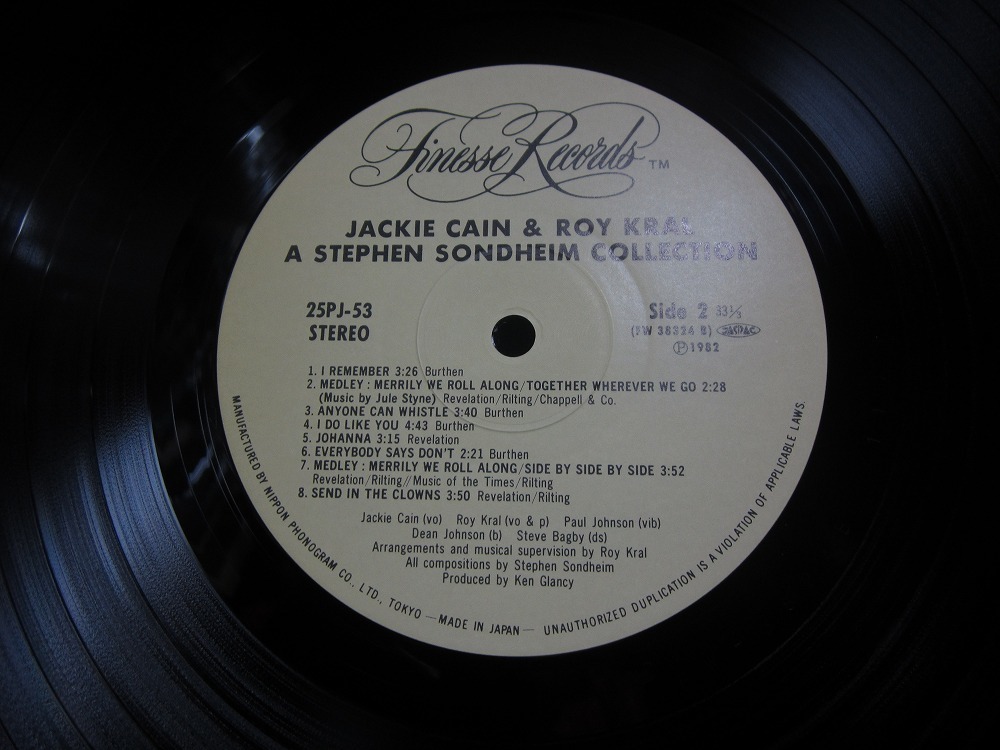 Finesse Records TM
JACKIE CAIN & ROY KRAL
A STEPHEN SONDHEIM COLLECTION
25PJ-53
STEREO
Side 2 33⅓
(FW 38324 B) JASRAC
Ⓟ1982
1. I REMEMBER 3:26 Burthen
2. MEDLEY : MERRILY WE ROLL ALONG/TOGETHER WHEREVER WE GO 2:28
(Music by Jule Styne) Revelation/Rilting/Chappell & Co.
3. ANYONE CAN WHISTLE 3:40 Burthen
4. I DO LIKE YOU 4:43 Burthen
5. JOHANNA 3:15 Revelation
6. EVERYBODY SAYS DON'T 2:21 Burthen
7. MEDLEY : MERRILY WE ROLL ALONG/SIDE BY SIDE BY SIDE 3:52
Revelation/Rilting//Music of the Times/Rilting
8. SEND IN THE CLOWNS 3:50 Revelation/Rilting
Jackie Cain (vo) Roy Kral (vo & p) Paul Johnson (vib)
Dean Johnson (b) Steve Bagby (ds)
Arrangements and musical supervision by Roy Kral
All compositions by Stephen Sondheim
Produced by Ken Glancy
MANUFACTURED BY NIPPON PHONOGRAM CO., LTD., TOKYO —MADE IN JAPAN— UNAUTHORIZED DUPLICATION IS A VIOLATION OF APPLICABLE LAWS.